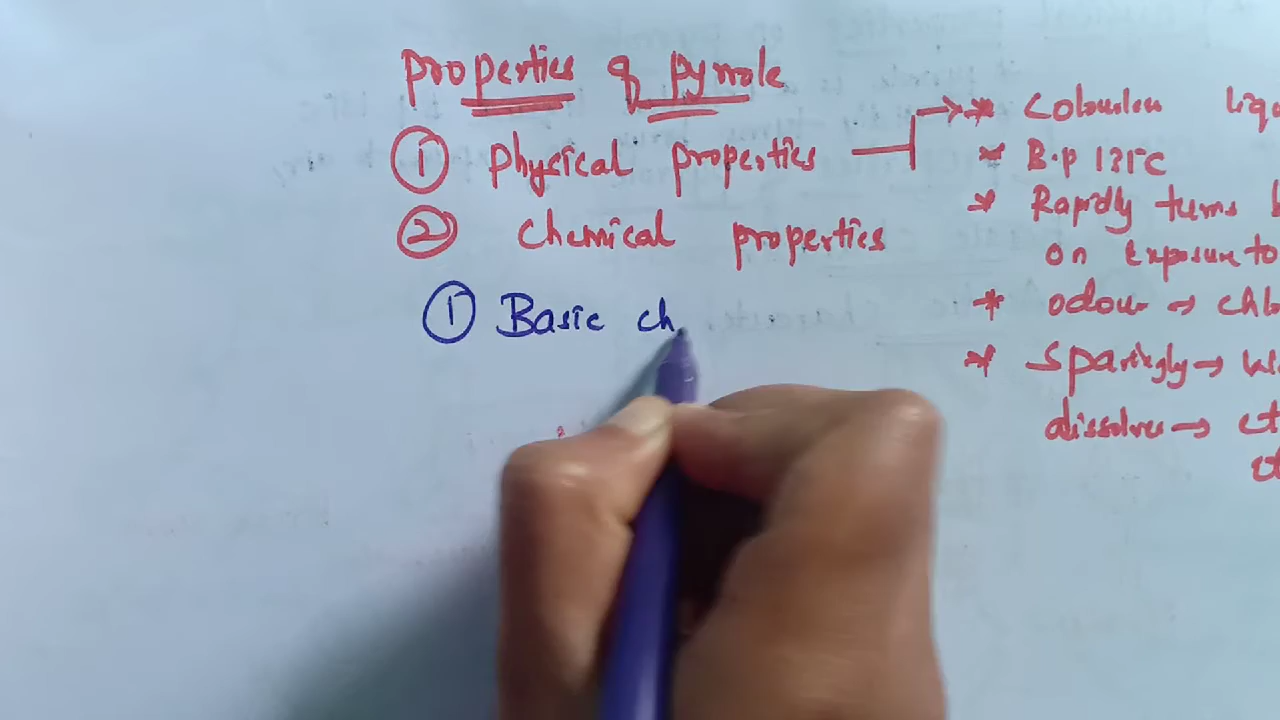 Properties of pyrrole
① Physical properties → * Colourless
* B.P 131°C
② Chemical properties
* Rapidly turns
on exposure to
① Basic ch
* odour →
* Sparingly →
dissolves →